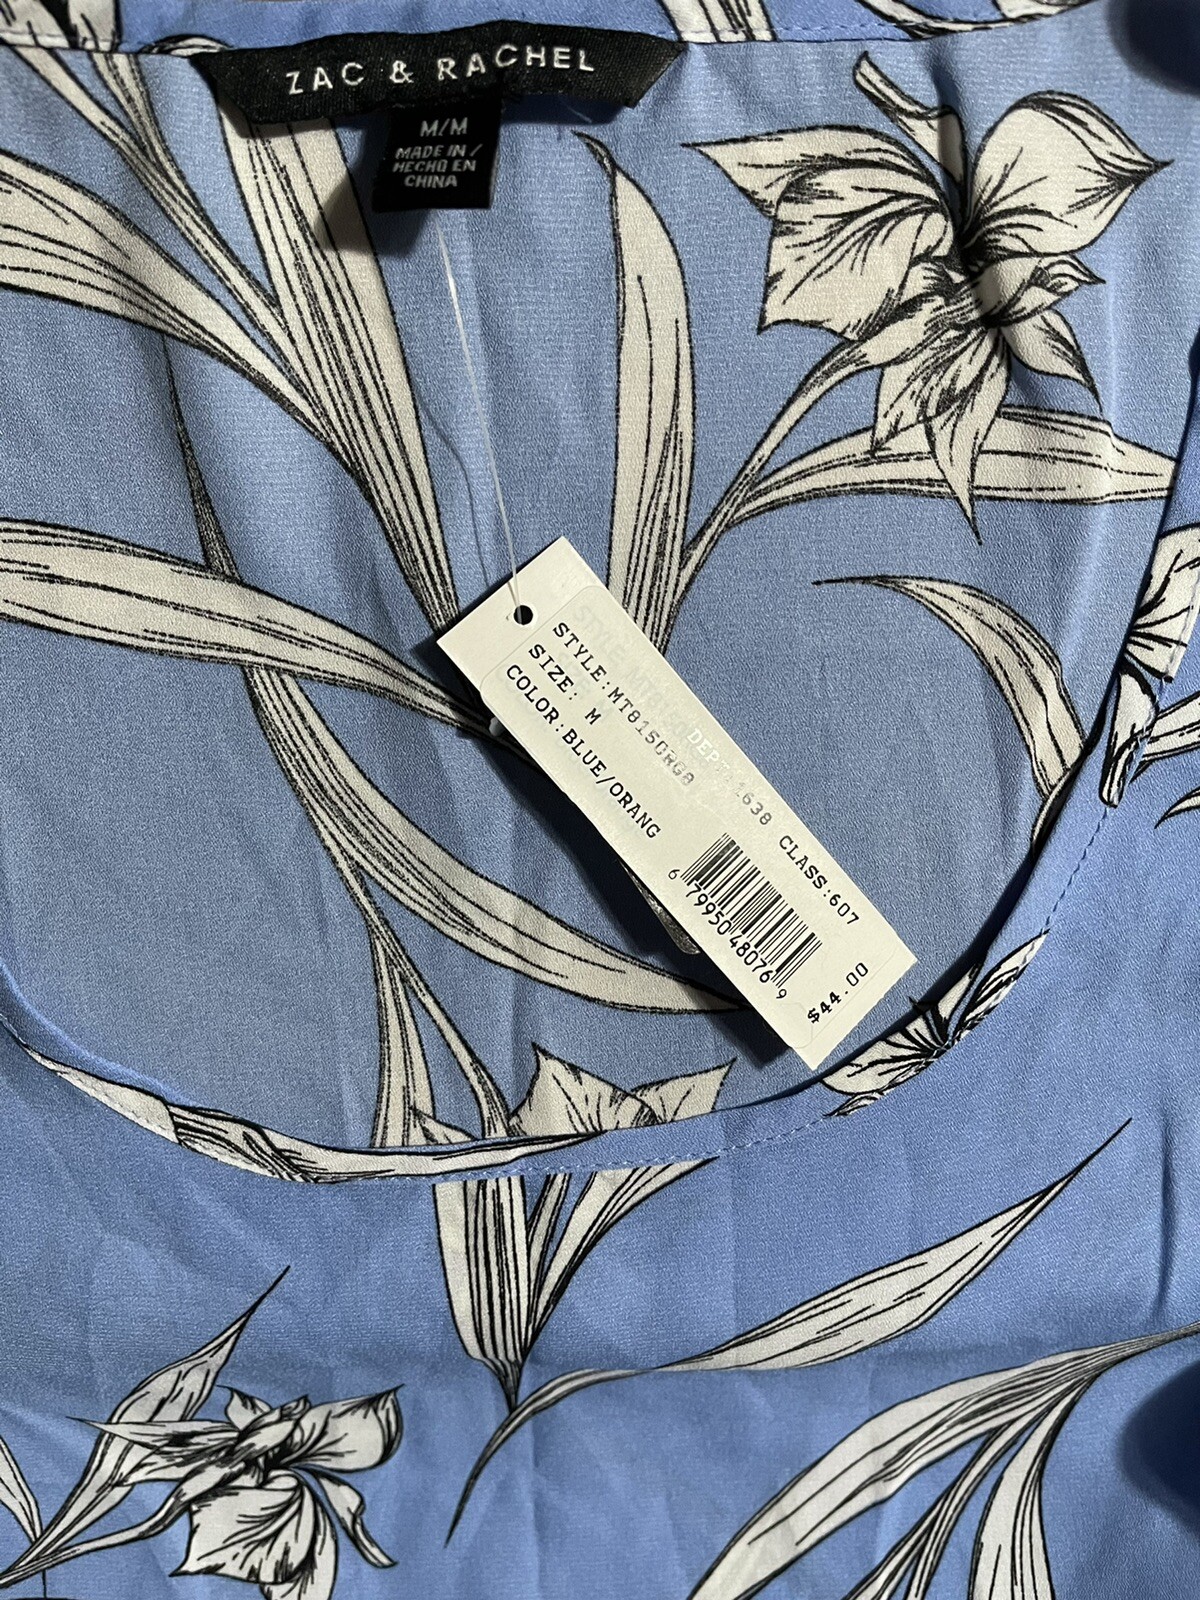 ZAC & RACHEL
M/M
MADE IN /
HECHO EN
CHINA
STYLE:MT8150RG8
SIZE: M
COLOR:BLUE/ORANG
DEPT:1638 CLASS:607
6 79950 48076 9
$44.00